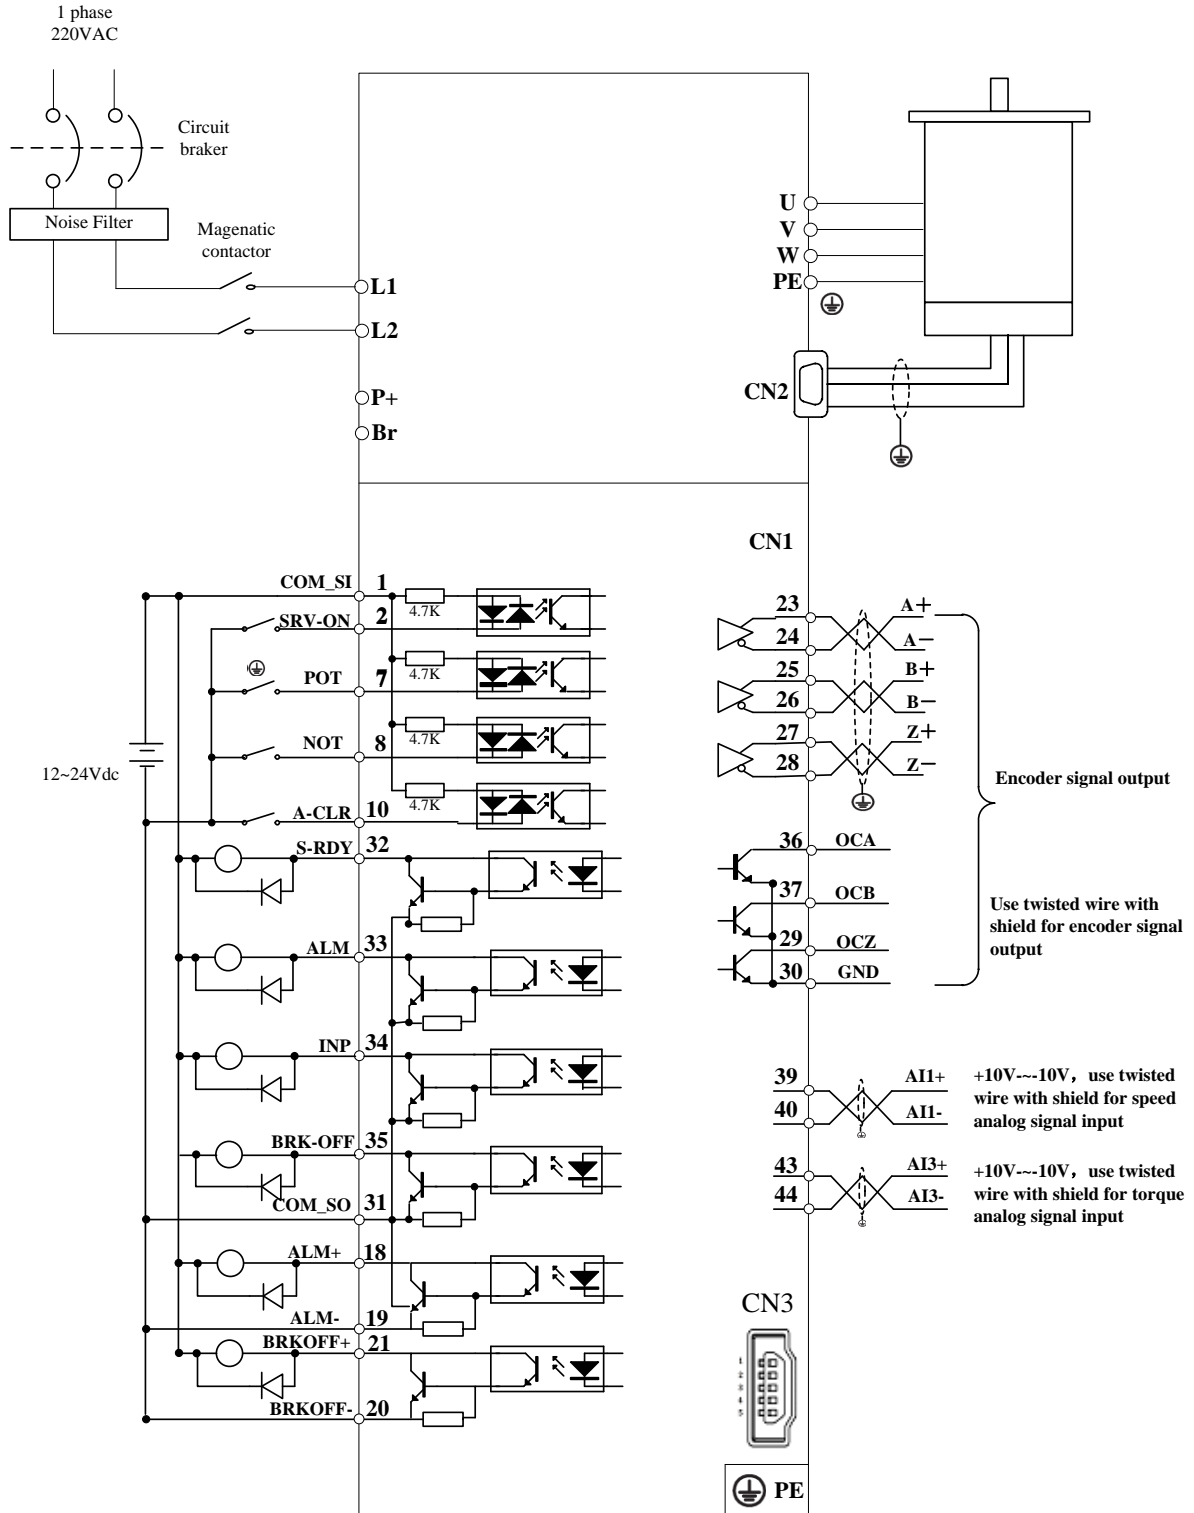 1 phase
220VAC
Circuit
braker
Noise Filter
Magenatic
contactor
L1
L2
P+
Br
U
V
W
PE
CN2
CN1
COM_SI 1
4.7K
SRV-ON 2
POT 7
4.7K
NOT 8
4.7K
12~24Vdc
A-CLR 10
4.7K
S-RDY 32
ALM 33
INP 34
BRK-OFF 35
COM_SO 31
ALM+ 18
ALM- 19
BRKOFF+ 21
BRKOFF- 20
23 A+
24 A-
25 B+
26 B-
27 Z+
28 Z-
Encoder signal output
36 OCA
37 OCB
29 OCZ
30 GND
Use twisted wire with
shield for encoder signal
output
39 AI1+
40 AI1-
+10V-~-10V, use twisted
wire with shield for speed
analog signal input
43 AI3+
44 AI3-
+10V-~-10V, use twisted
wire with shield for torque
analog signal input
CN3
1
2
3
4
5
PE